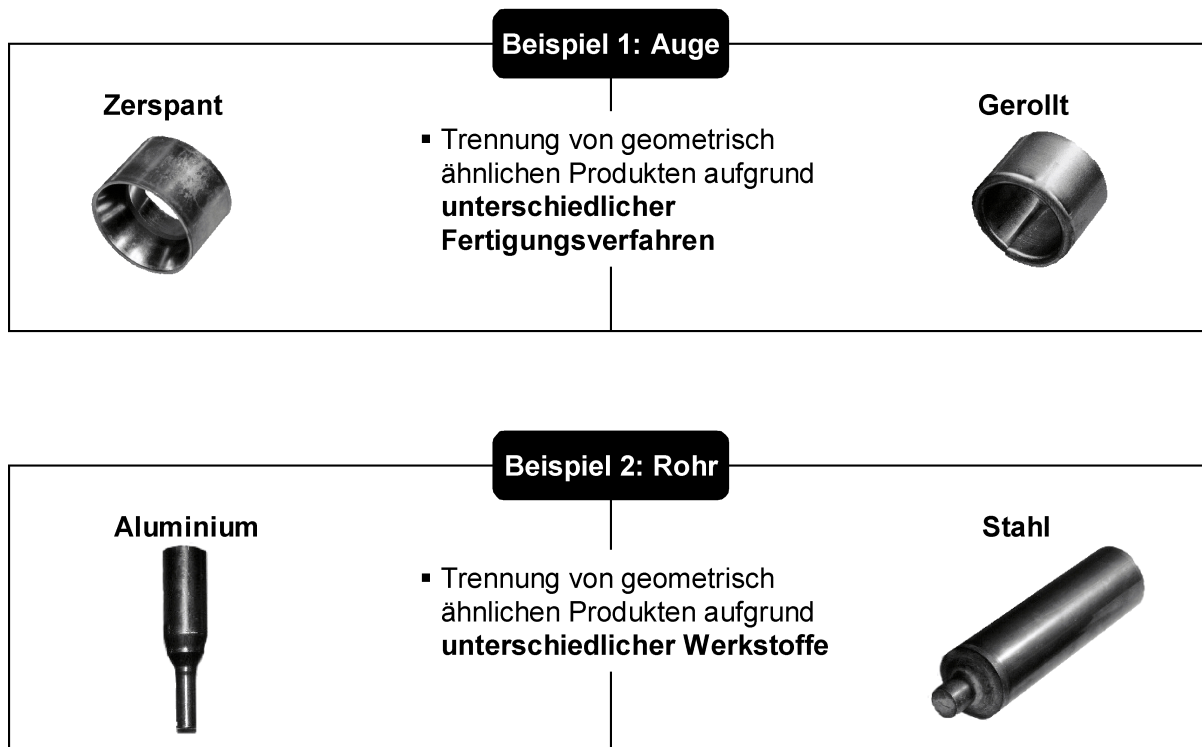 Beispiel 1: Auge
Zerspant
Gerollt
▪ Trennung von geometrisch
ähnlichen Produkten aufgrund
unterschiedlicher
Fertigungsverfahren
Beispiel 2: Rohr
Aluminium
Stahl
▪ Trennung von geometrisch
ähnlichen Produkten aufgrund
unterschiedlicher Werkstoffe